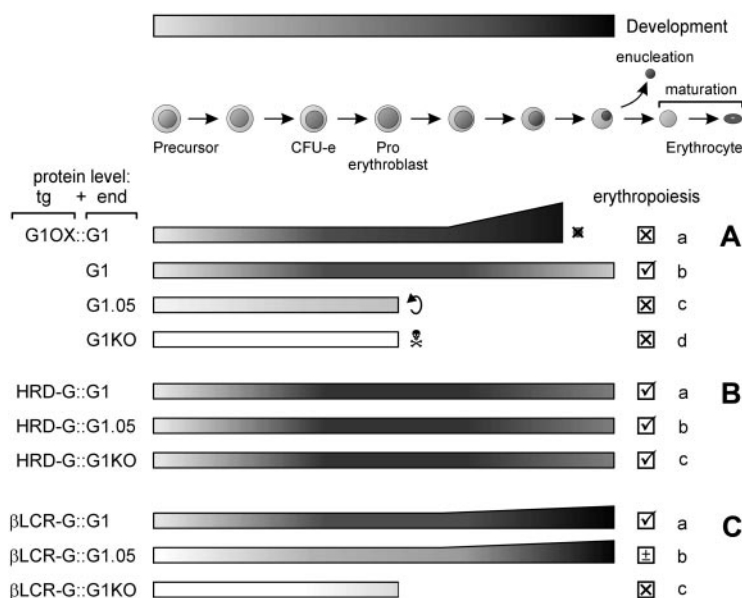 Development
enucleation
maturation
Precursor
CFU-e
Pro
erythroblast
Erythrocyte
protein level:
tg + end
erythropoiesis
G1OX::G1 a A
G1 b
G1.05 c
G1KO d
HRD-G::G1 a B
HRD-G::G1.05 b
HRD-G::G1KO c
βLCR-G::G1 a C
βLCR-G::G1.05 ± b
βLCR-G::G1KO c